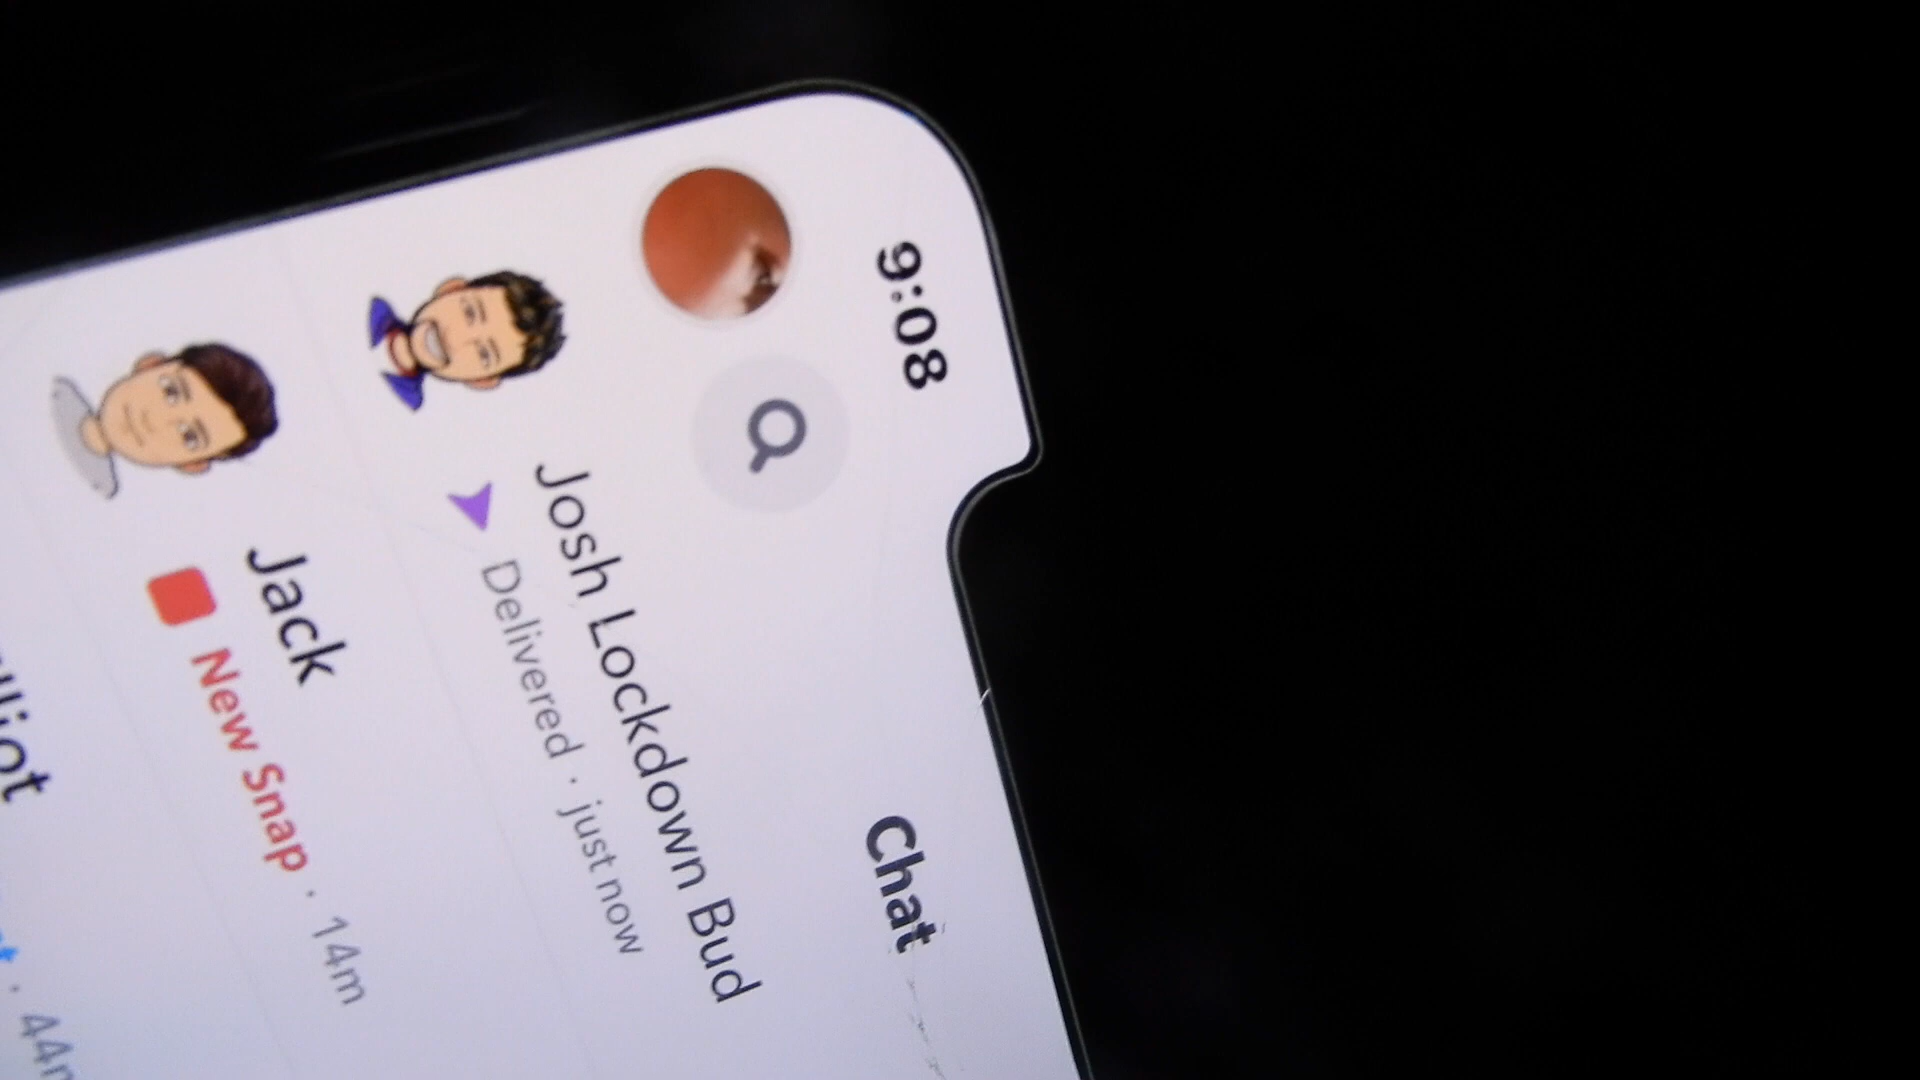 9:08
Chat
Josh Lockdown Bud
Delivered · just now
Jack
New Snap · 14m